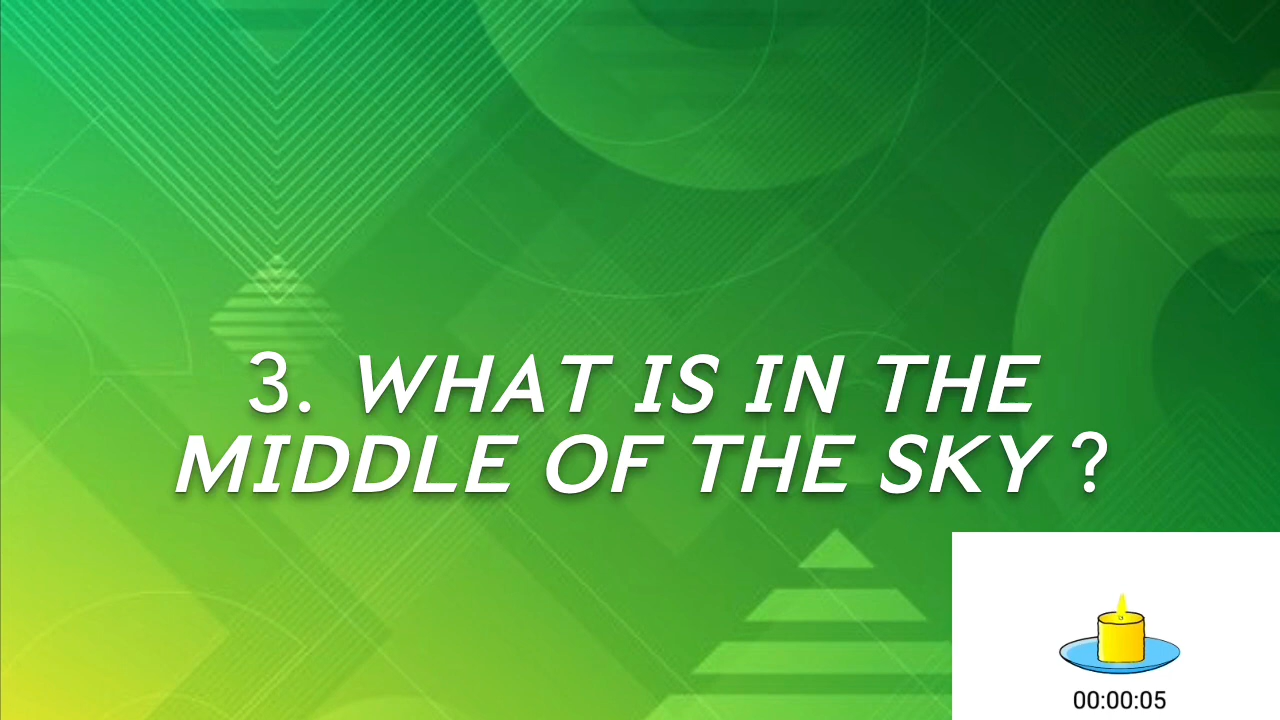 3. WHAT IS IN THE
MIDDLE OF THE SKY ?
00:00:05